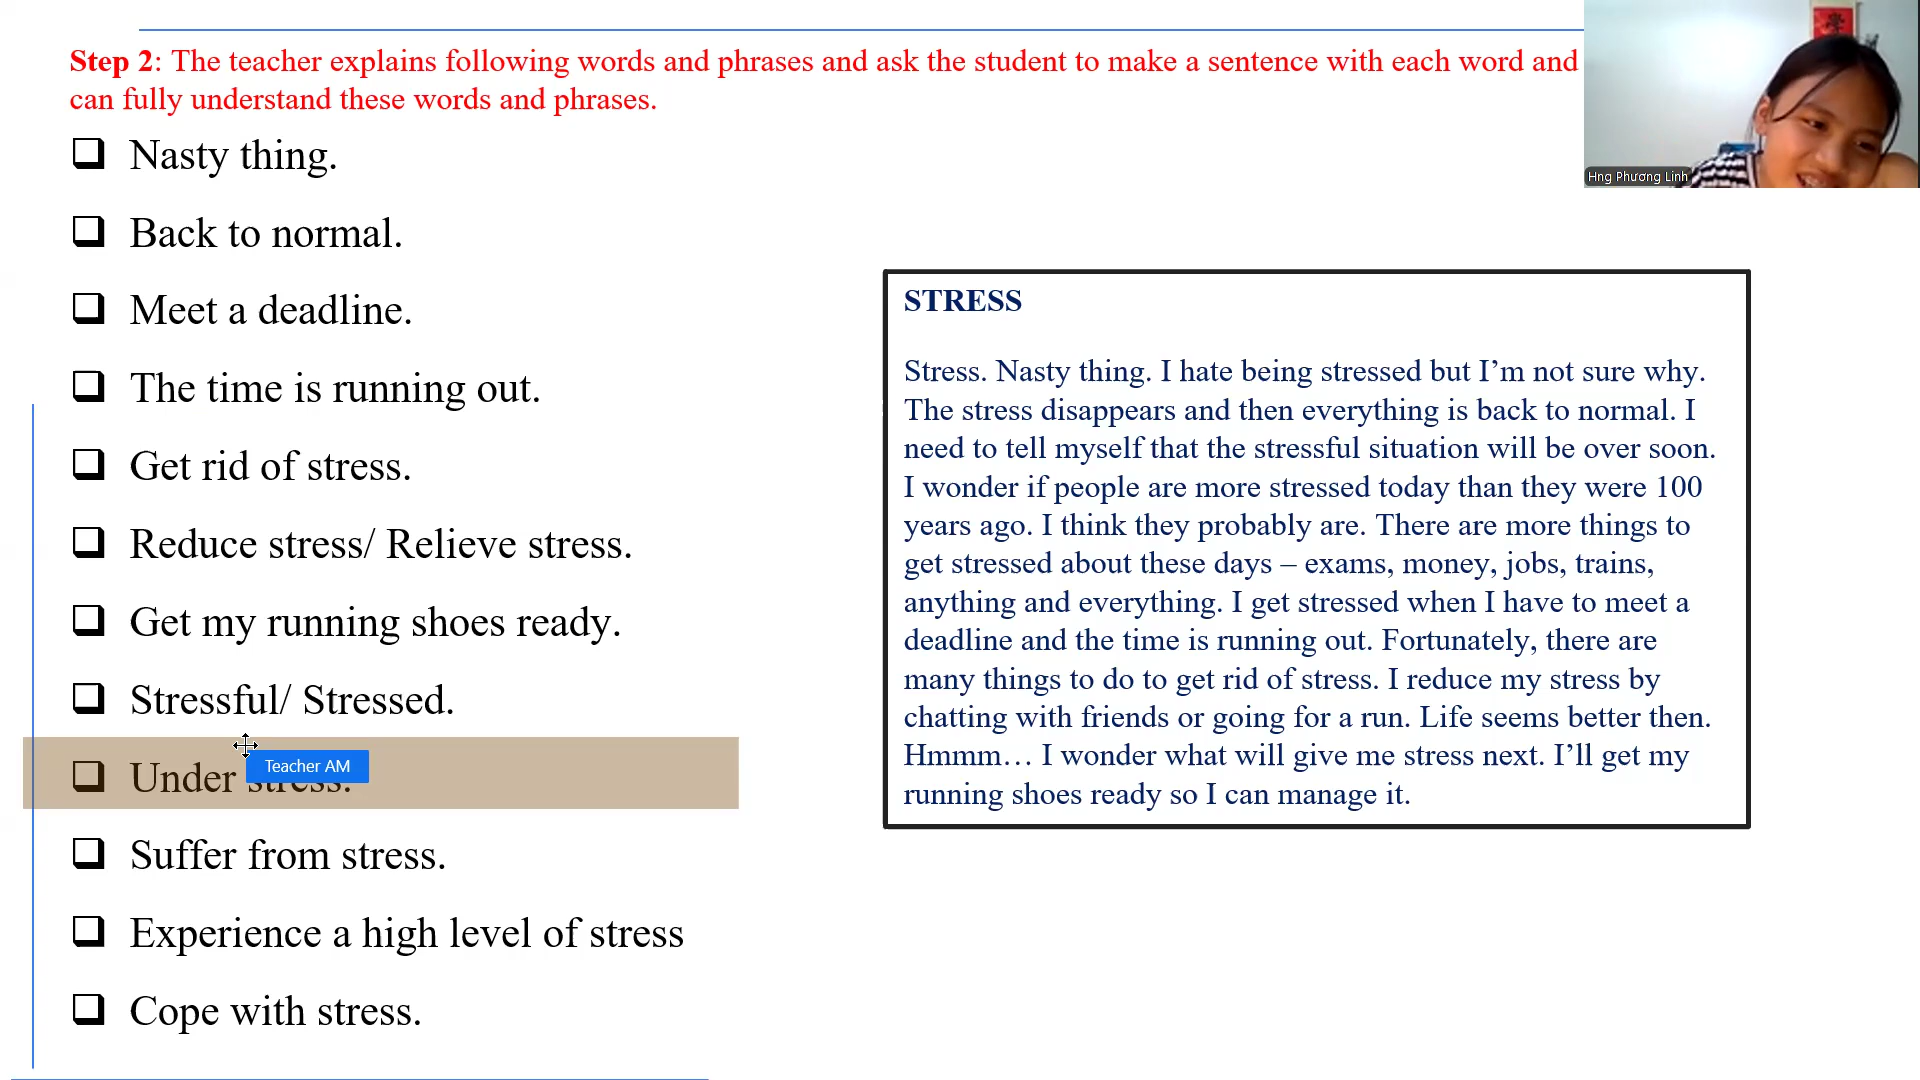 Step 2: The teacher explains following words and phrases and ask the student to make a sentence with each word and
can fully understand these words and phrases.
Nasty thing.
Back to normal.
Meet a deadline.
The time is running out.
Get rid of stress.
Reduce stress/ Relieve stress.
Get my running shoes ready.
Stressful/ Stressed.
Under stress.
Teacher AM
Suffer from stress.
Experience a high level of stress
Cope with stress.
STRESS
Stress. Nasty thing. I hate being stressed but I’m not sure why.
The stress disappears and then everything is back to normal. I
need to tell myself that the stressful situation will be over soon.
I wonder if people are more stressed today than they were 100
years ago. I think they probably are. There are more things to
get stressed about these days – exams, money, jobs, trains,
anything and everything. I get stressed when I have to meet a
deadline and the time is running out. Fortunately, there are
many things to do to get rid of stress. I reduce my stress by
chatting with friends or going for a run. Life seems better then.
Hmmm… I wonder what will give me stress next. I’ll get my
running shoes ready so I can manage it.
Hng Phương Linh